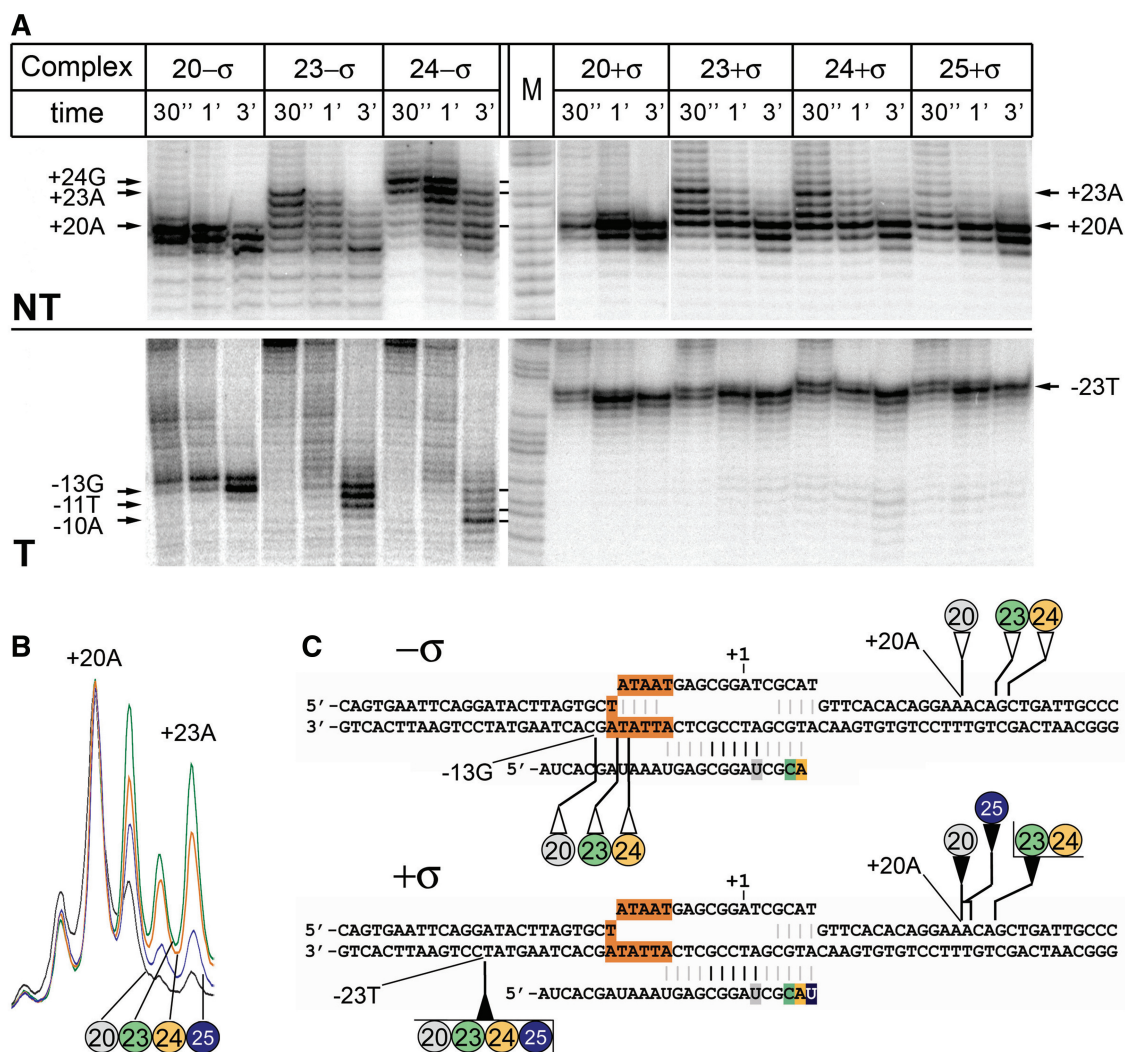 A
Complex 20−σ 23−σ 24−σ M 20+σ 23+σ 24+σ 25+σ
time 30'' 1' 3' 30'' 1' 3' 30'' 1' 3' 30'' 1' 3' 30'' 1' 3' 30'' 1' 3' 30'' 1' 3'
+24G
+23A +23A
+20A +20A
NT
-23T
-13G
-11T
-10A
T
B
+20A
+23A
20 23 24 25
C
−σ
20 23 24
+20A
+1
ATAATGAGCGGATCGCAT
5'-CAGTGAATTCAGGATACTTAGTGCT GTTCACACAGGAAACAGCTGATTGCCC
3'-GTCACTTAAGTCCTATGAATCACGATATTACTCGCCTAGCGTACAAGTGTGTCCTTTGTCGACTAACGGG
-13G
5'-AUCACGAUAAAUGAGCGGAUCGCA
20 23 24
+σ
25
20 23 24
+20A
+1
ATAATGAGCGGATCGCAT
5'-CAGTGAATTCAGGATACTTAGTGCT GTTCACACAGGAAACAGCTGATTGCCC
3'-GTCACTTAAGTCCTATGAATCACGATATTACTCGCCTAGCGTACAAGTGTGTCCTTTGTCGACTAACGGG
-23T
5'-AUCACGAUAAAUGAGCGGAUCGCAU
20 23 24 25